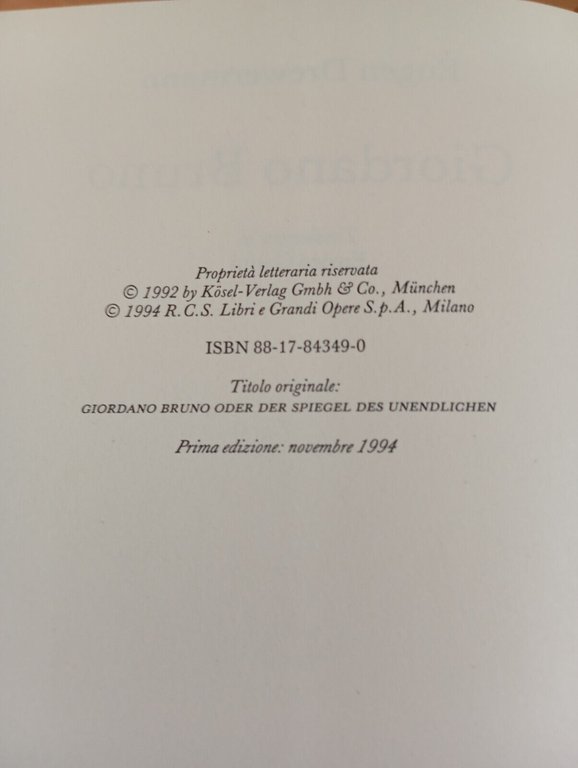 Proprietà letteraria riservata
© 1992 by Kösel-Verlag Gmbh & Co., München
© 1994 R.C.S. Libri e Grandi Opere S.p.A., Milano
ISBN 88-17-84349-0
Titolo originale:
GIORDANO BRUNO ODER DER SPIEGEL DES UNENDLICHEN
Prima edizione: novembre 1994